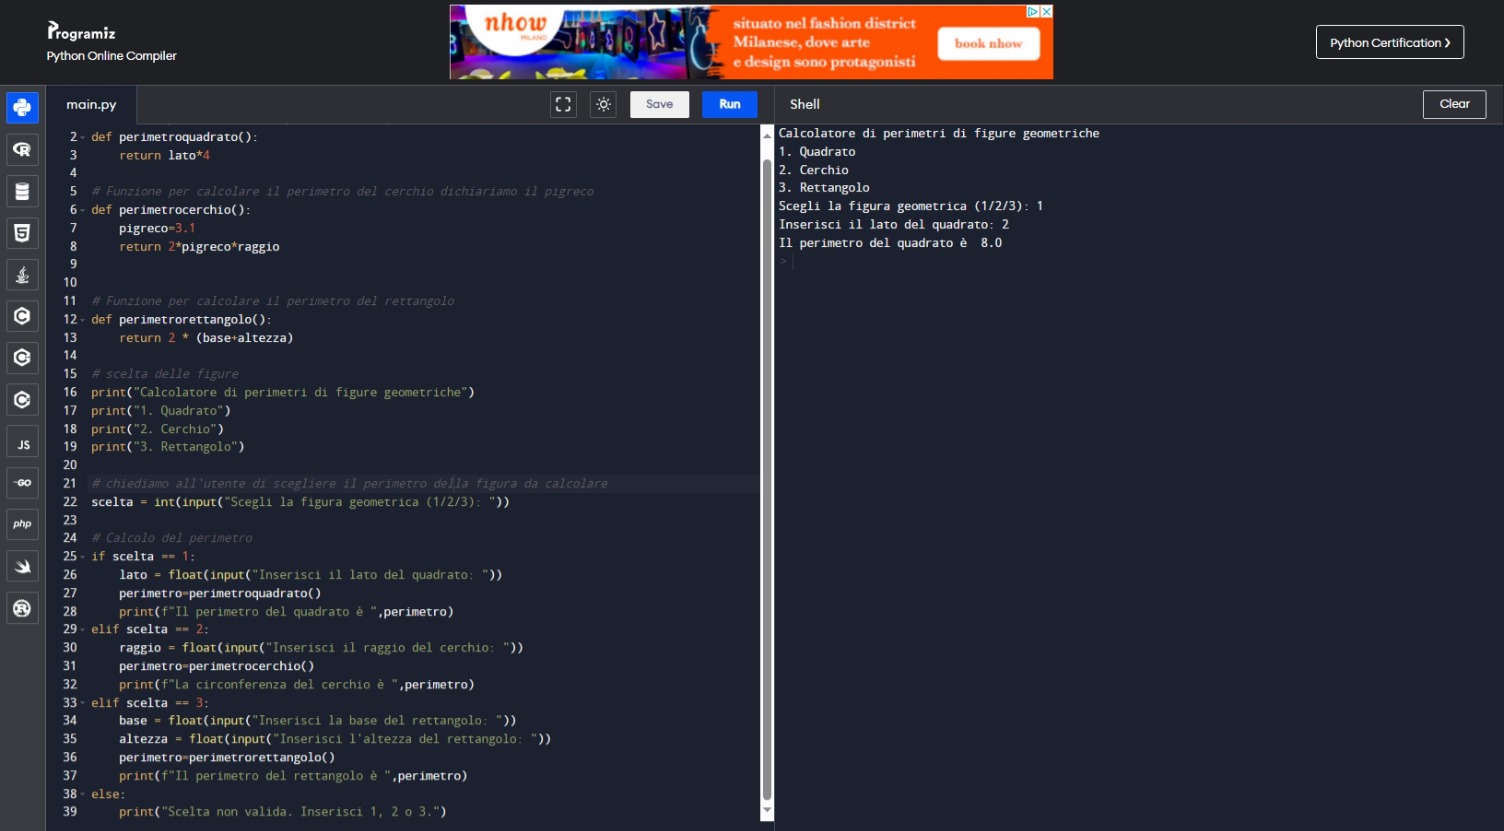 Programiz
Python Online Compiler
nhow
MILANO
situato nel fashion district
Milanese, dove arte
e design sono protagonisti
book nhow
Python Certification
main.py
Save
Run
Shell
Clear
2 def perimetroquadrato():
3 return lato*4
4
5 # Funzione per calcolare il perimetro del cerchio dichiariamo il pigreco
6 def perimetrocerchio():
7 pigreco=3.1
8 return 2*pigreco*raggio
9
10
11 # Funzione per calcolare il perimetro del rettangolo
12 def perimetrorettangolo():
13 return 2 * (base+altezza)
14
15 # scelta delle figure
16 print("Calcolatore di perimetri di figure geometriche")
17 print("1. Quadrato")
18 print("2. Cerchio")
19 print("3. Rettangolo")
20
21 # chiediamo all'utente di scegliere il perimetro della figura da calcolare
22 scelta = int(input("Scegli la figura geometrica (1/2/3): "))
23
24 # Calcolo del perimetro
25 if scelta == 1:
26 lato = float(input("Inserisci il lato del quadrato: "))
27 perimetro=perimetroquadrato()
28 print(f"Il perimetro del quadrato è ",perimetro)
29 elif scelta == 2:
30 raggio = float(input("Inserisci il raggio del cerchio: "))
31 perimetro=perimetrocerchio()
32 print(f"La circonferenza del cerchio è ",perimetro)
33 elif scelta == 3:
34 base = float(input("Inserisci la base del rettangolo: "))
35 altezza = float(input("Inserisci l'altezza del rettangolo: "))
36 perimetro=perimetrorettangolo()
37 print(f"Il perimetro del rettangolo è ",perimetro)
38 else:
39 print("Scelta non valida. Inserisci 1, 2 o 3.")
Calcolatore di perimetri di figure geometriche
1. Quadrato
2. Cerchio
3. Rettangolo
Scegli la figura geometrica (1/2/3): 1
Inserisci il lato del quadrato: 2
Il perimetro del quadrato è  8.0
>
R
5
C
C
C
JS
GO
php
R